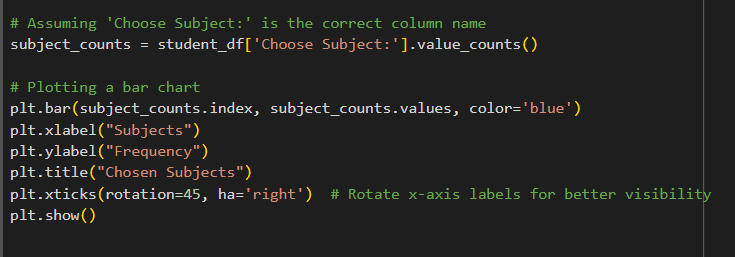 # Assuming 'Choose Subject:' is the correct column name
subject_counts = student_df['Choose Subject:'].value_counts()
# Plotting a bar chart
plt.bar(subject_counts.index, subject_counts.values, color='blue')
plt.xlabel("Subjects")
plt.ylabel("Frequency")
plt.title("Chosen Subjects")
plt.xticks(rotation=45, ha='right')  # Rotate x-axis labels for better visibility
plt.show()